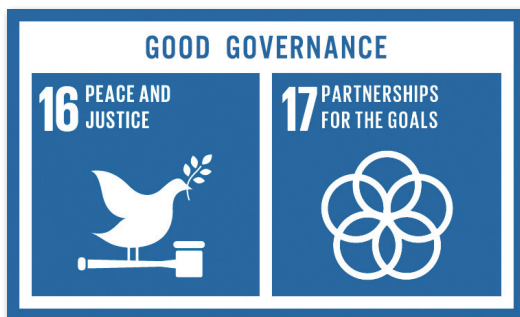 GOOD GOVERNANCE
16 PEACE AND
JUSTICE
17 PARTNERSHIPS
FOR THE GOALS